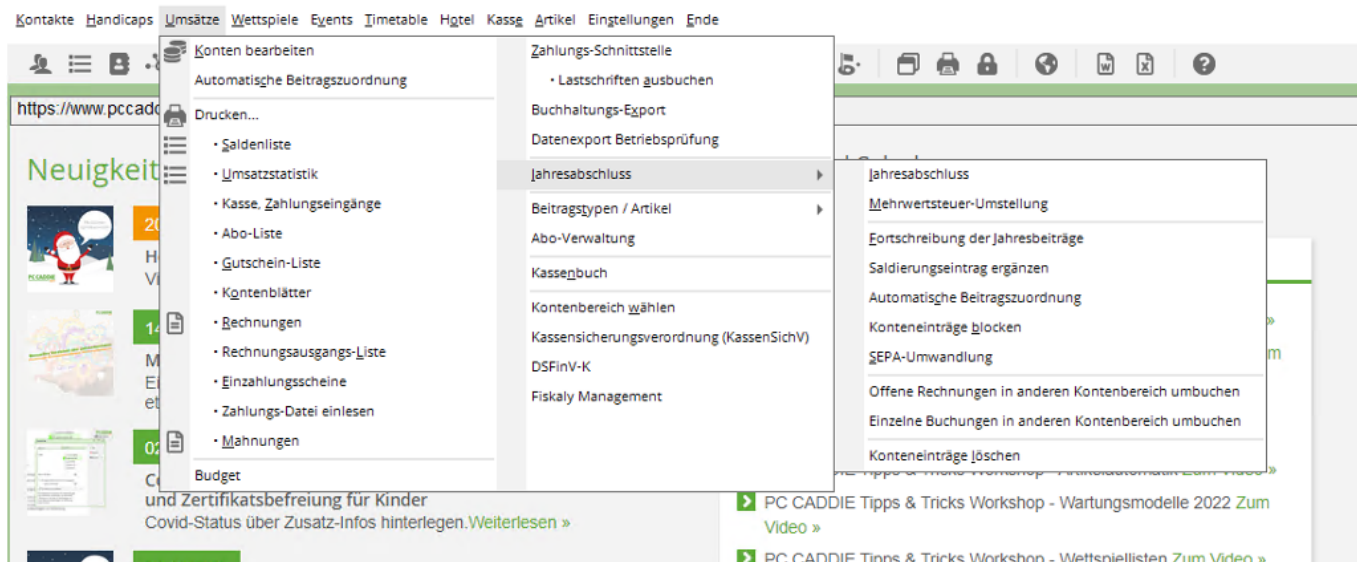 Kontakte Handicaps Umsätze Wettspiele Events Timetable Hotel Kasse Artikel Einstellungen Ende
https://www.pccadd
Neuigkeit
Konten bearbeiten
Automatische Beitragszuordnung
Drucken...
• Saldenliste
• Umsatzstatistik
• Kasse, Zahlungseingänge
• Abo-Liste
• Gutschein-Liste
• Kontenblätter
• Rechnungen
• Rechnungsausgangs-Liste
• Einzahlungsscheine
• Zahlungs-Datei einlesen
• Mahnungen
Budget
Zahlungs-Schnittstelle
• Lastschriften ausbuchen
Buchhaltungs-Export
Datenexport Betriebsprüfung
Jahresabschluss
Beitragstypen / Artikel
Abo-Verwaltung
Kassenbuch
Kontenbereich wählen
Kassensicherungsverordnung (KassenSichV)
DSFinV-K
Fiskaly Management
Jahresabschluss
Mehrwertsteuer-Umstellung
Fortschreibung der Jahresbeiträge
Saldierungseintrag ergänzen
Automatische Beitragszuordnung
Konteneinträge blocken
SEPA-Umwandlung
Offene Rechnungen in anderen Kontenbereich umbuchen
Einzelne Buchungen in anderen Kontenbereich umbuchen
Konteneinträge löschen
PC CADDIE
und Zertifikatsbefreiung für Kinder
Covid-Status über Zusatz-Infos hinterlegen.Weiterlesen »
PC CADDIE Tipps & Tricks Workshop - Wartungsmodelle 2022 Zum
Video »
PC CADDIE Tipps & Tricks Workshop - Wettspiellisten Zum Video »